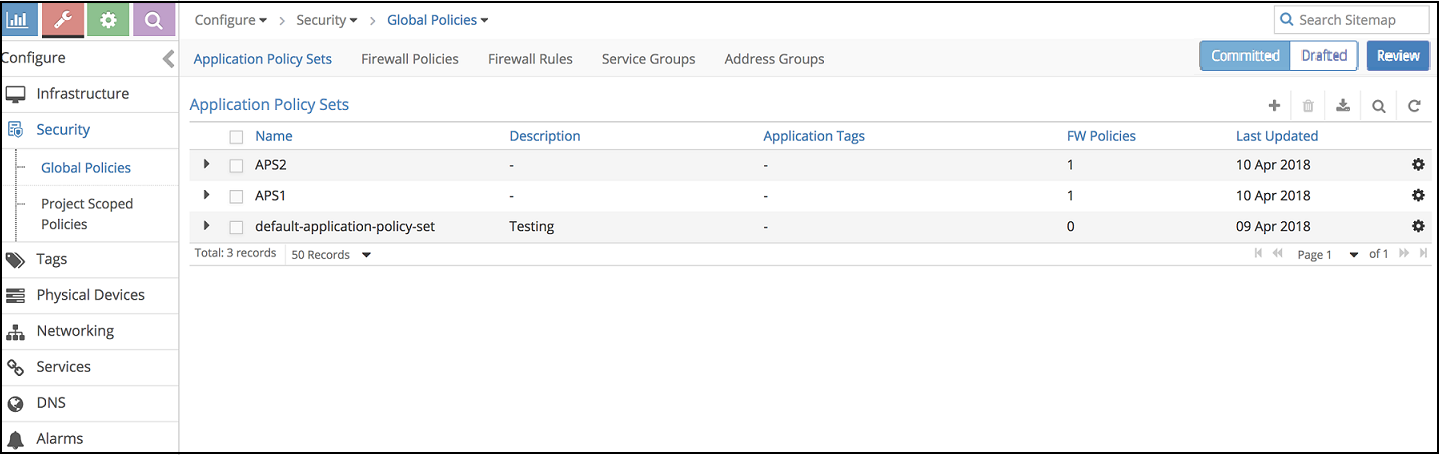 Configure > Security > Global Policies
Search Sitemap
Configure
Infrastructure
Security
Global Policies
Project Scoped
Policies
Tags
Physical Devices
Networking
Services
DNS
Alarms
Application Policy Sets Firewall Policies Firewall Rules Service Groups Address Groups
Committed Drafted Review
Application Policy Sets
Name Description Application Tags FW Policies Last Updated
APS2 - - 1 10 Apr 2018
APS1 - - 1 10 Apr 2018
default-application-policy-set Testing - 0 09 Apr 2018
Total: 3 records 50 Records Page 1 of 1